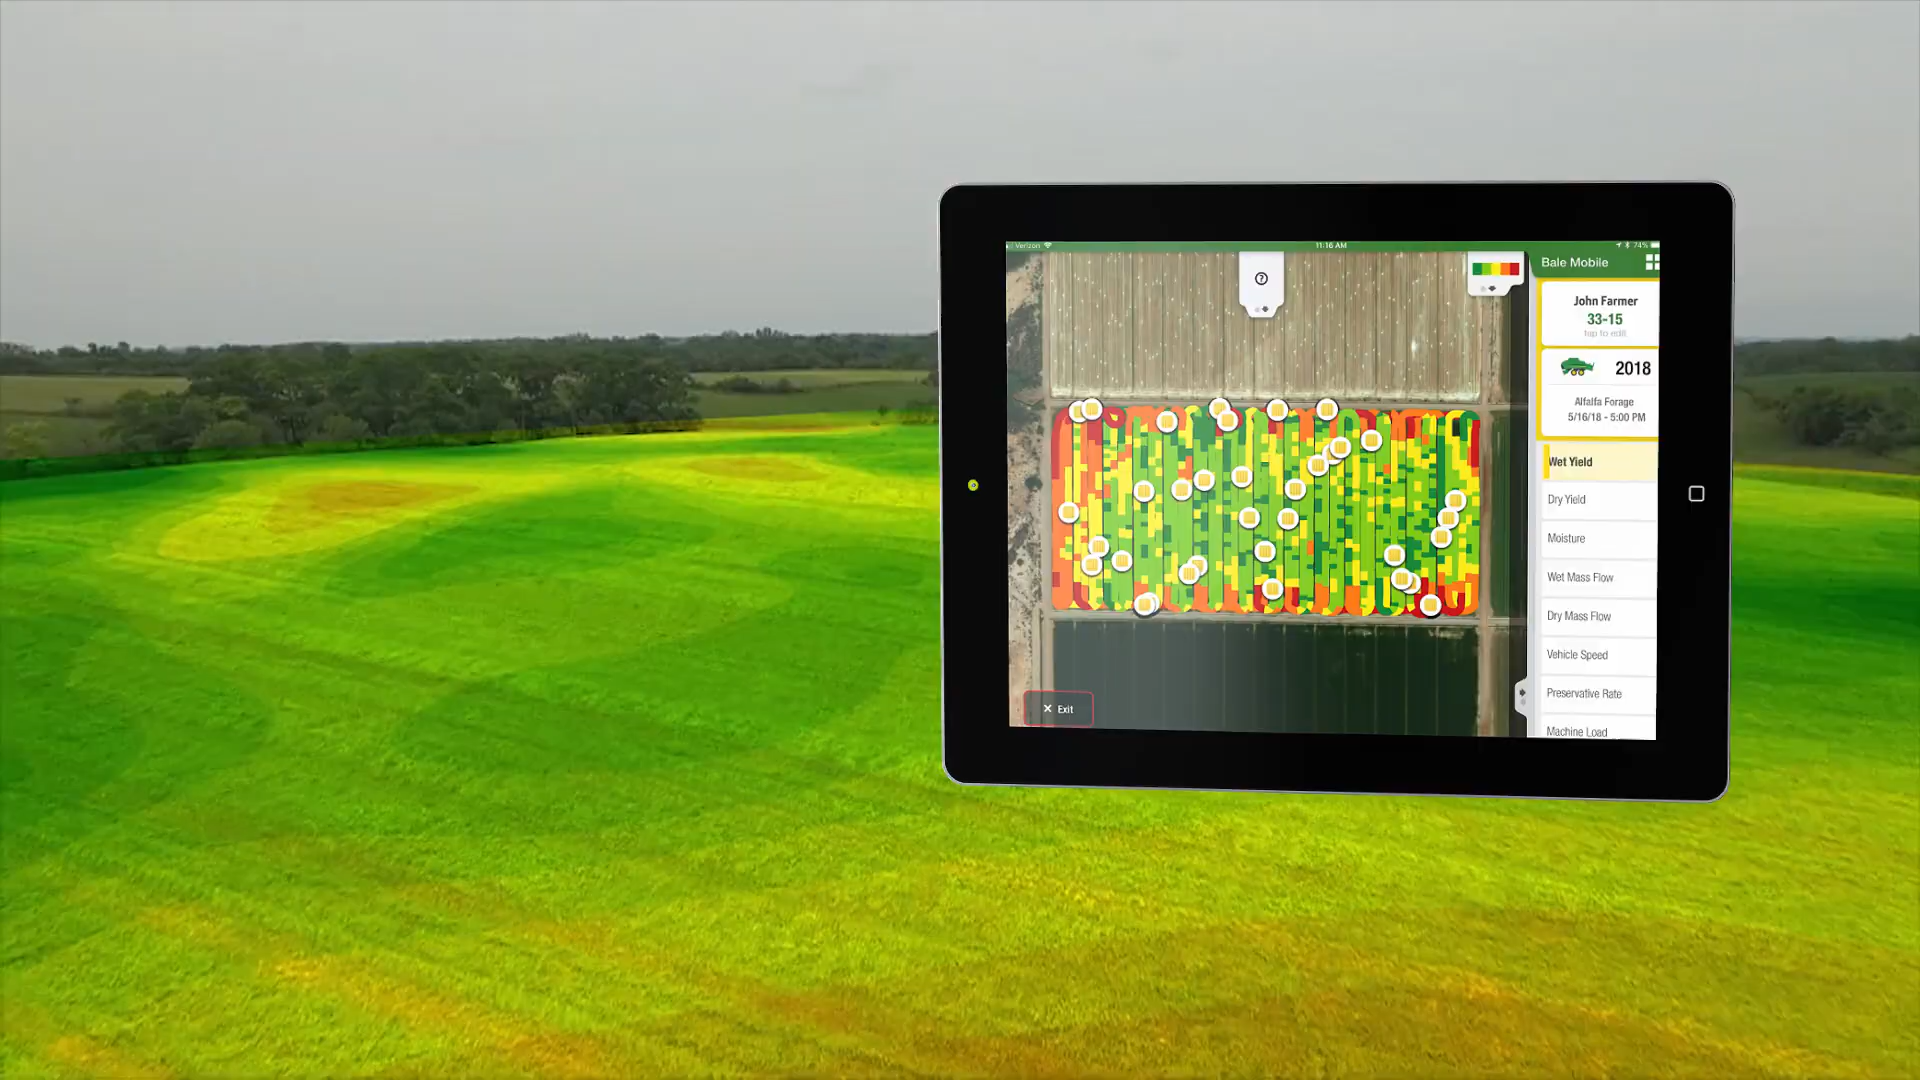 Verizon
11:16 AM
74%
?
Bale Mobile
John Farmer
33-15
tap to edit
2018
Alfalfa Forage
5/16/18 - 5:00 PM
Wet Yield
Dry Yield
Moisture
Wet Mass Flow
Dry Mass Flow
Vehicle Speed
Preservative Rate
Machine Load
Exit